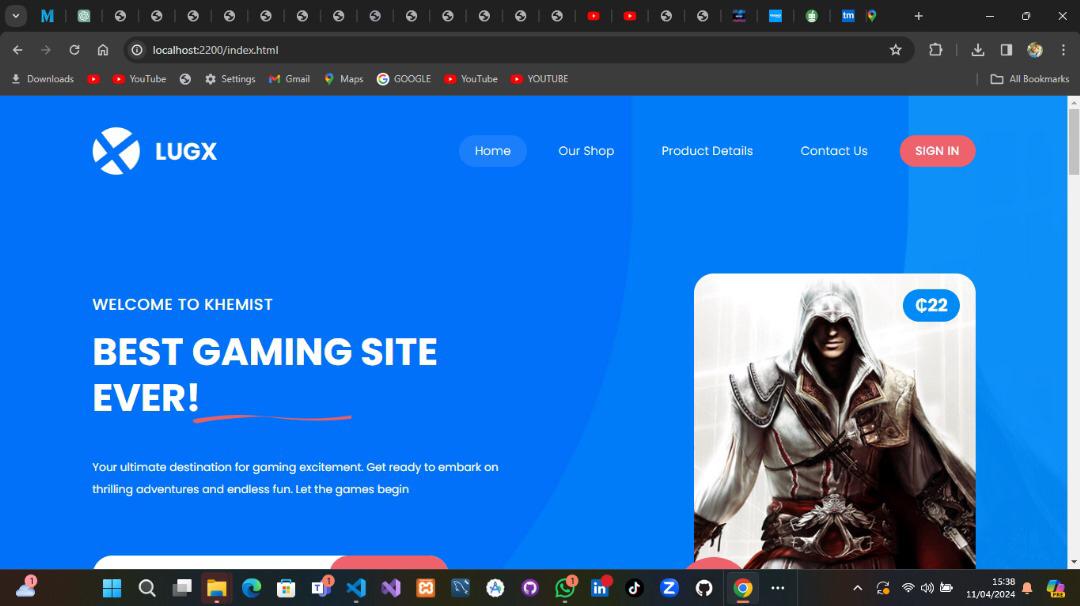 localhost:2200/index.html
Downloads YouTube Settings Gmail Maps GOOGLE YouTube YOUTUBE All Bookmarks
LUGX Home Our Shop Product Details Contact Us SIGN IN
WELCOME TO KHEMIST
BEST GAMING SITE
EVER!
Your ultimate destination for gaming excitement. Get ready to embark on
thrilling adventures and endless fun. Let the games begin
₵22
15:38
11/04/2024